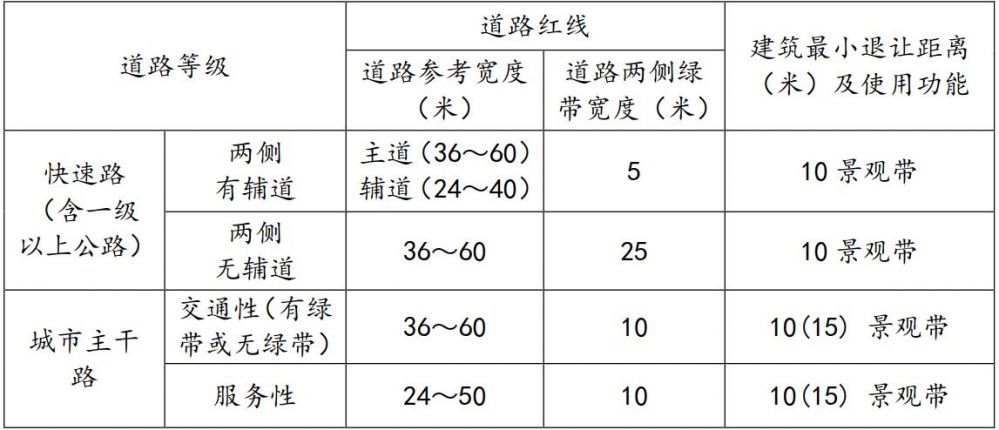 道路等级
道路红线
建筑最小退让距离
（米）及使用功能
道路参考宽度
（米）
道路两侧绿
带宽度（米）
快速路
（含一级
以上公路）
两侧
有辅道
主道(36～60)
辅道(24～40)
5
10 景观带
两侧
无辅道
36～60
25
10 景观带
城市主干
路
交通性(有绿
带或无绿带)
36～60
10
10(15) 景观带
服务性
24～50
10
10(15) 景观带